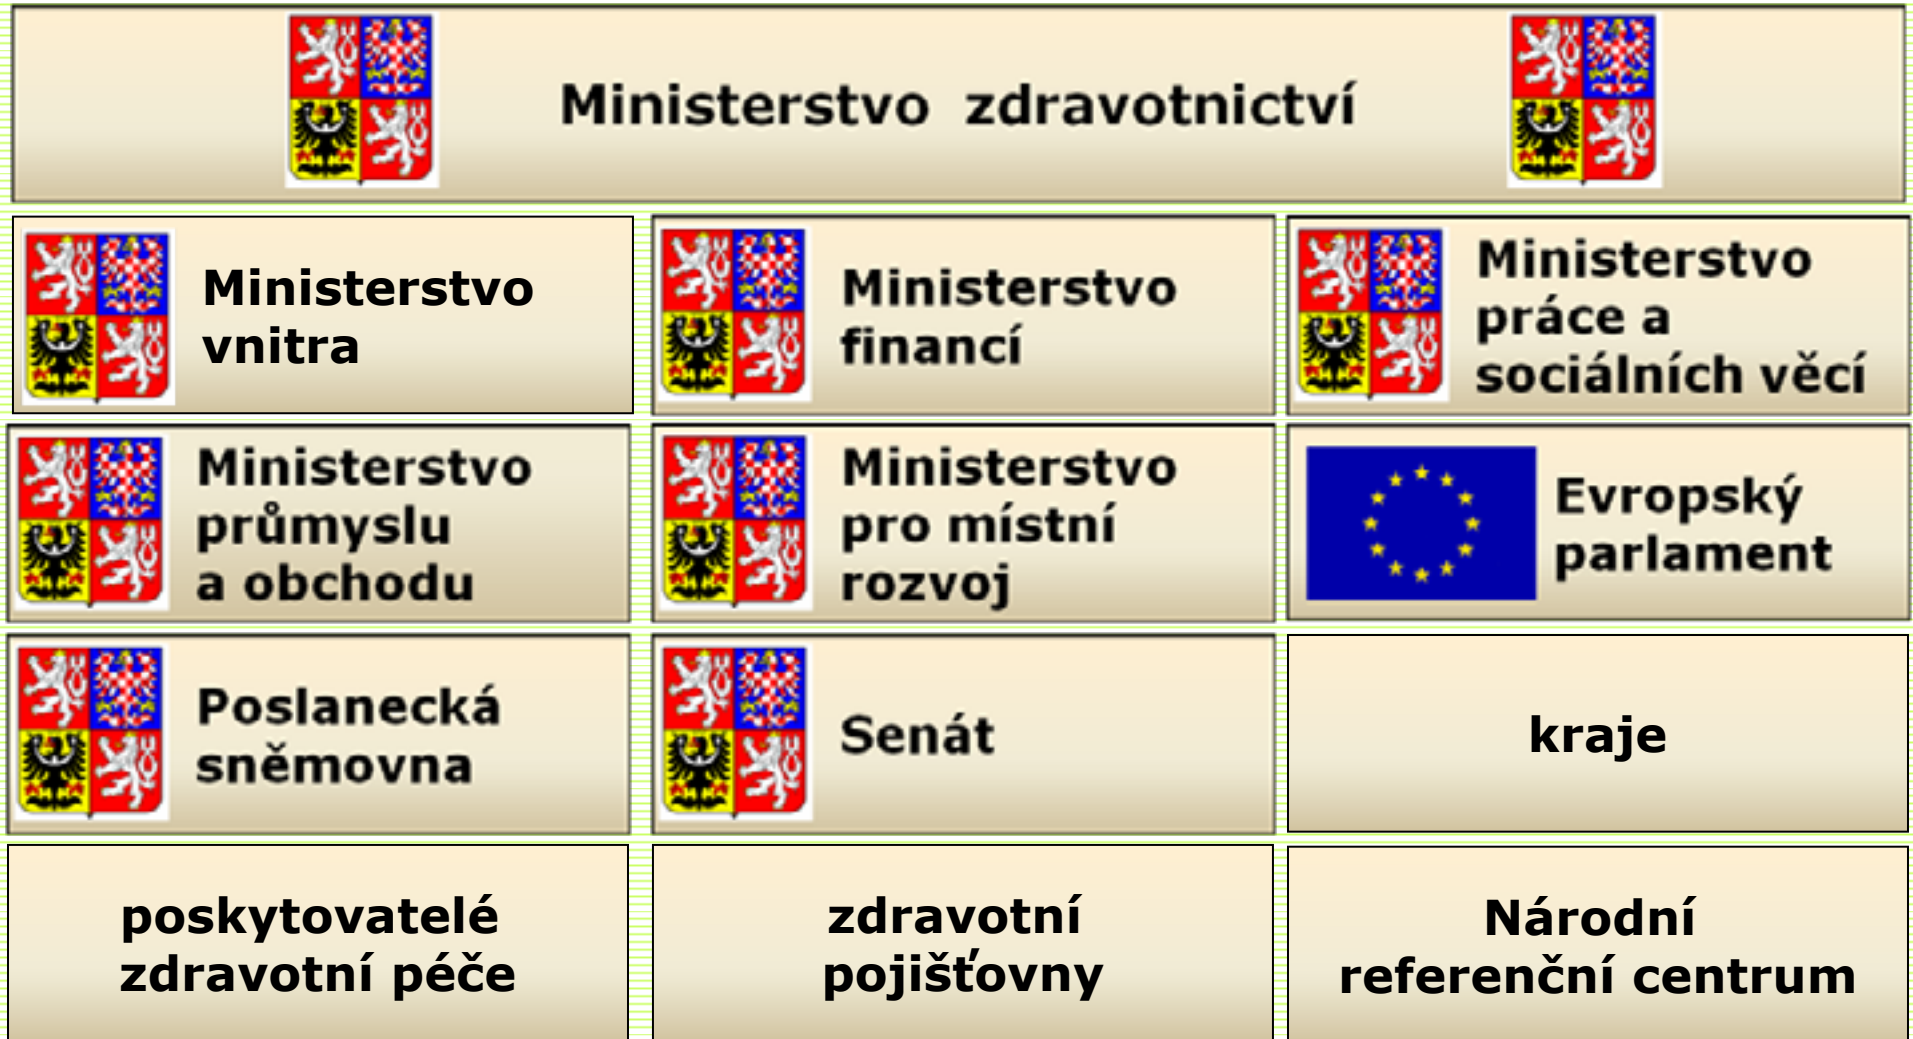 Ministerstvo zdravotnictví
Ministerstvo
vnitra
Ministerstvo
financí
Ministerstvo
práce a
sociálních věcí
Ministerstvo
průmyslu
a obchodu
Ministerstvo
pro místní
rozvoj
Evropský
parlament
Poslanecká
sněmovna
Senát
kraje
poskytovatelé
zdravotní péče
zdravotní
pojišťovny
Národní
referenční centrum